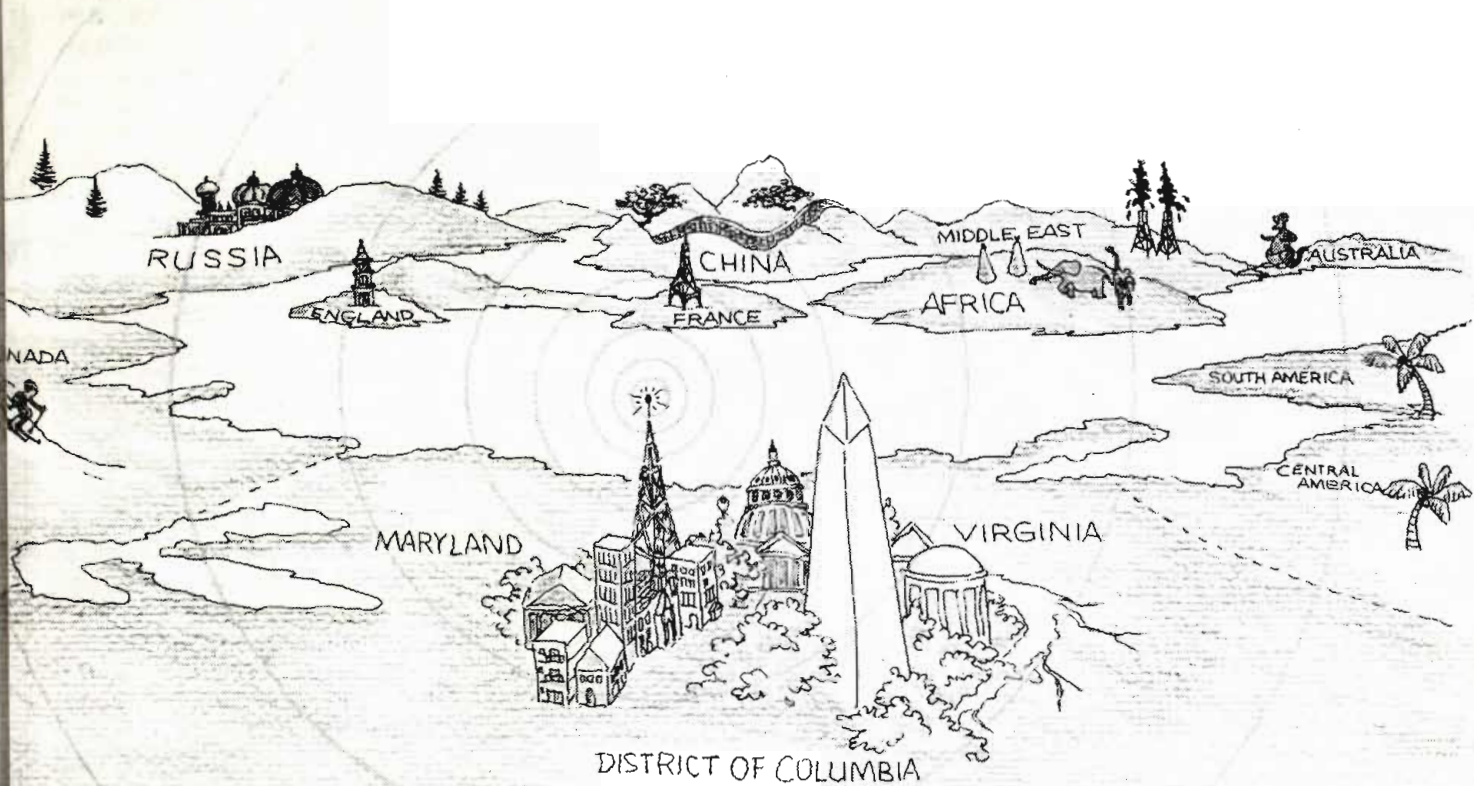 RUSSIA
CHINA
MIDDLE EAST
AUSTRALIA
ENGLAND
FRANCE
AFRICA
NADA
SOUTH AMERICA
CENTRAL
AMERICA
MARYLAND
VIRGINIA
DISTRICT OF COLUMBIA